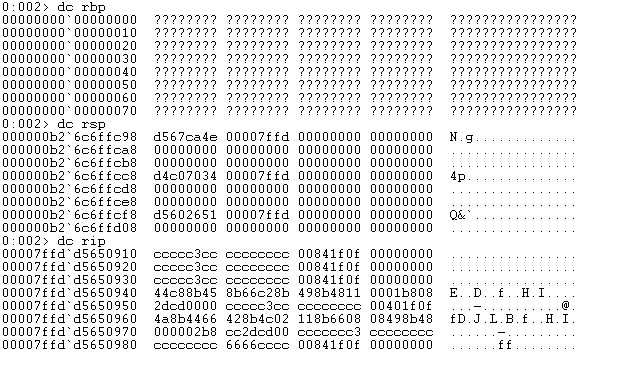 0:002> dc rbp
00000000`00000000  ???????? ???????? ???????? ????????  ????????????????
00000000`00000010  ???????? ???????? ???????? ????????  ????????????????
00000000`00000020  ???????? ???????? ???????? ????????  ????????????????
00000000`00000030  ???????? ???????? ???????? ????????  ????????????????
00000000`00000040  ???????? ???????? ???????? ????????  ????????????????
00000000`00000050  ???????? ???????? ???????? ????????  ????????????????
00000000`00000060  ???????? ???????? ???????? ????????  ????????????????
00000000`00000070  ???????? ???????? ???????? ????????  ????????????????
0:002> dc rsp
000000b2`6c6ffc98  d567ca4e 00007ffd 00000000 00000000  N.g.............
000000b2`6c6ffca8  00000000 00000000 00000000 00000000  ................
000000b2`6c6ffcb8  00000000 00000000 00000000 00000000  ................
000000b2`6c6ffcc8  d4c07034 00007ffd 00000000 00000000  4p..............
000000b2`6c6ffcd8  00000000 00000000 00000000 00000000  ................
000000b2`6c6ffce8  00000000 00000000 00000000 00000000  ................
000000b2`6c6ffcf8  d5602651 00007ffd 00000000 00000000  Q&`.............
000000b2`6c6ffd08  00000000 00000000 00000000 00000000  ................
0:002> dc rip
00007ffd`d5650910  ccccc3cc cccccccc 00841f0f 00000000  ................
00007ffd`d5650920  ccccc3cc cccccccc 00841f0f 00000000  ................
00007ffd`d5650930  ccccc3cc cccccccc 00841f0f 00000000  ................
00007ffd`d5650940  44c88b45 8b66c28b 498b4811 0001b808  E..D..f..H.I....
00007ffd`d5650950  2dcd0000 ccccc3cc cccccccc 00401f0f  ...-..........@.
00007ffd`d5650960  4a8b4466 428b4c02 118b6608 08498b48  fD.J.L.B.f..H.I.
00007ffd`d5650970  000002b8 cc2dcd00 ccccccc3 cccccccc  .....-..........
00007ffd`d5650980  cccccccc 6666cccc 00841f0f 00000000  ......ff........